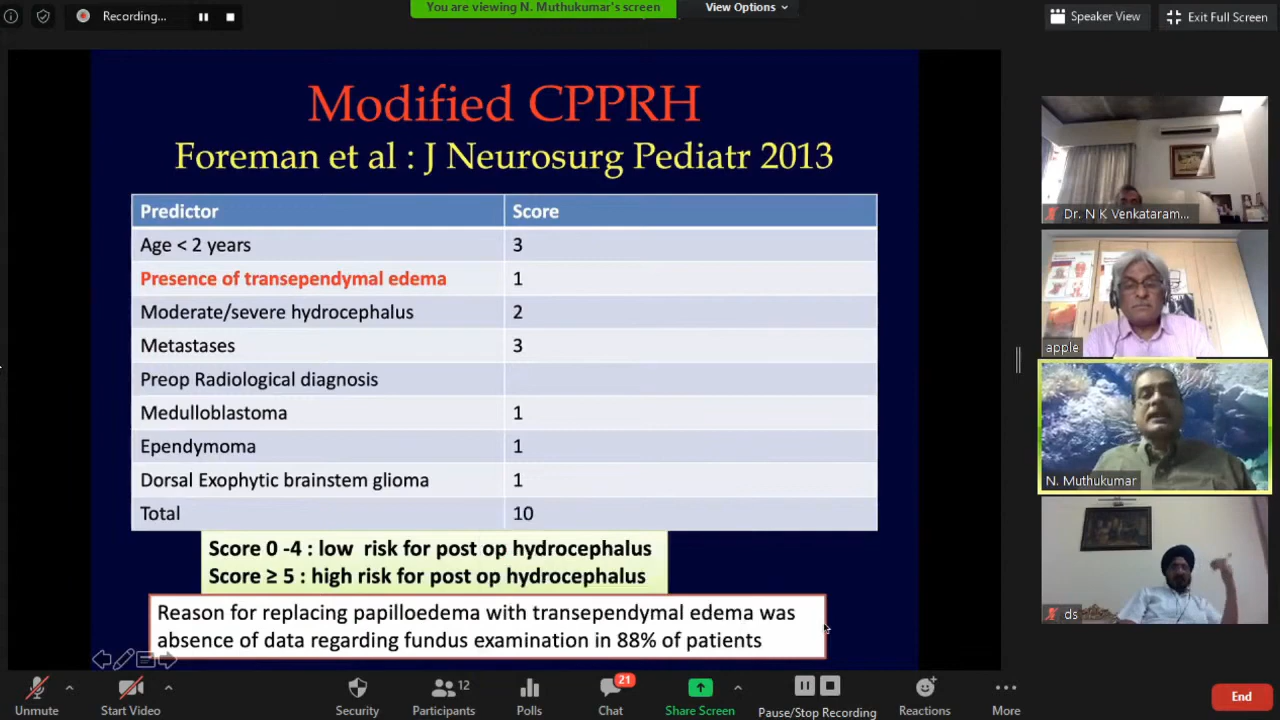 Recording...
You are viewing N. Muthukumar's screen
View Options
Speaker View
Exit Full Screen
Modified CPPRH
Foreman et al : J Neurosurg Pediatr 2013
Predictor Score
Age < 2 years 3
Presence of transependymal edema 1
Moderate/severe hydrocephalus 2
Metastases 3
Preop Radiological diagnosis
Medulloblastoma 1
Ependymoma 1
Dorsal Exophytic brainstem glioma 1
Total 10
Score 0 -4 : low risk for post op hydrocephalus
Score ≥ 5 : high risk for post op hydrocephalus
Reason for replacing papilloedema with transependymal edema was
absence of data regarding fundus examination in 88% of patients
Dr. N K Venkataram...
apple
N. Muthukumar
ds
Unmute
Start Video
Security
12
Participants
Polls
21
Chat
Share Screen
Pause/Stop Recording
Reactions
More
End